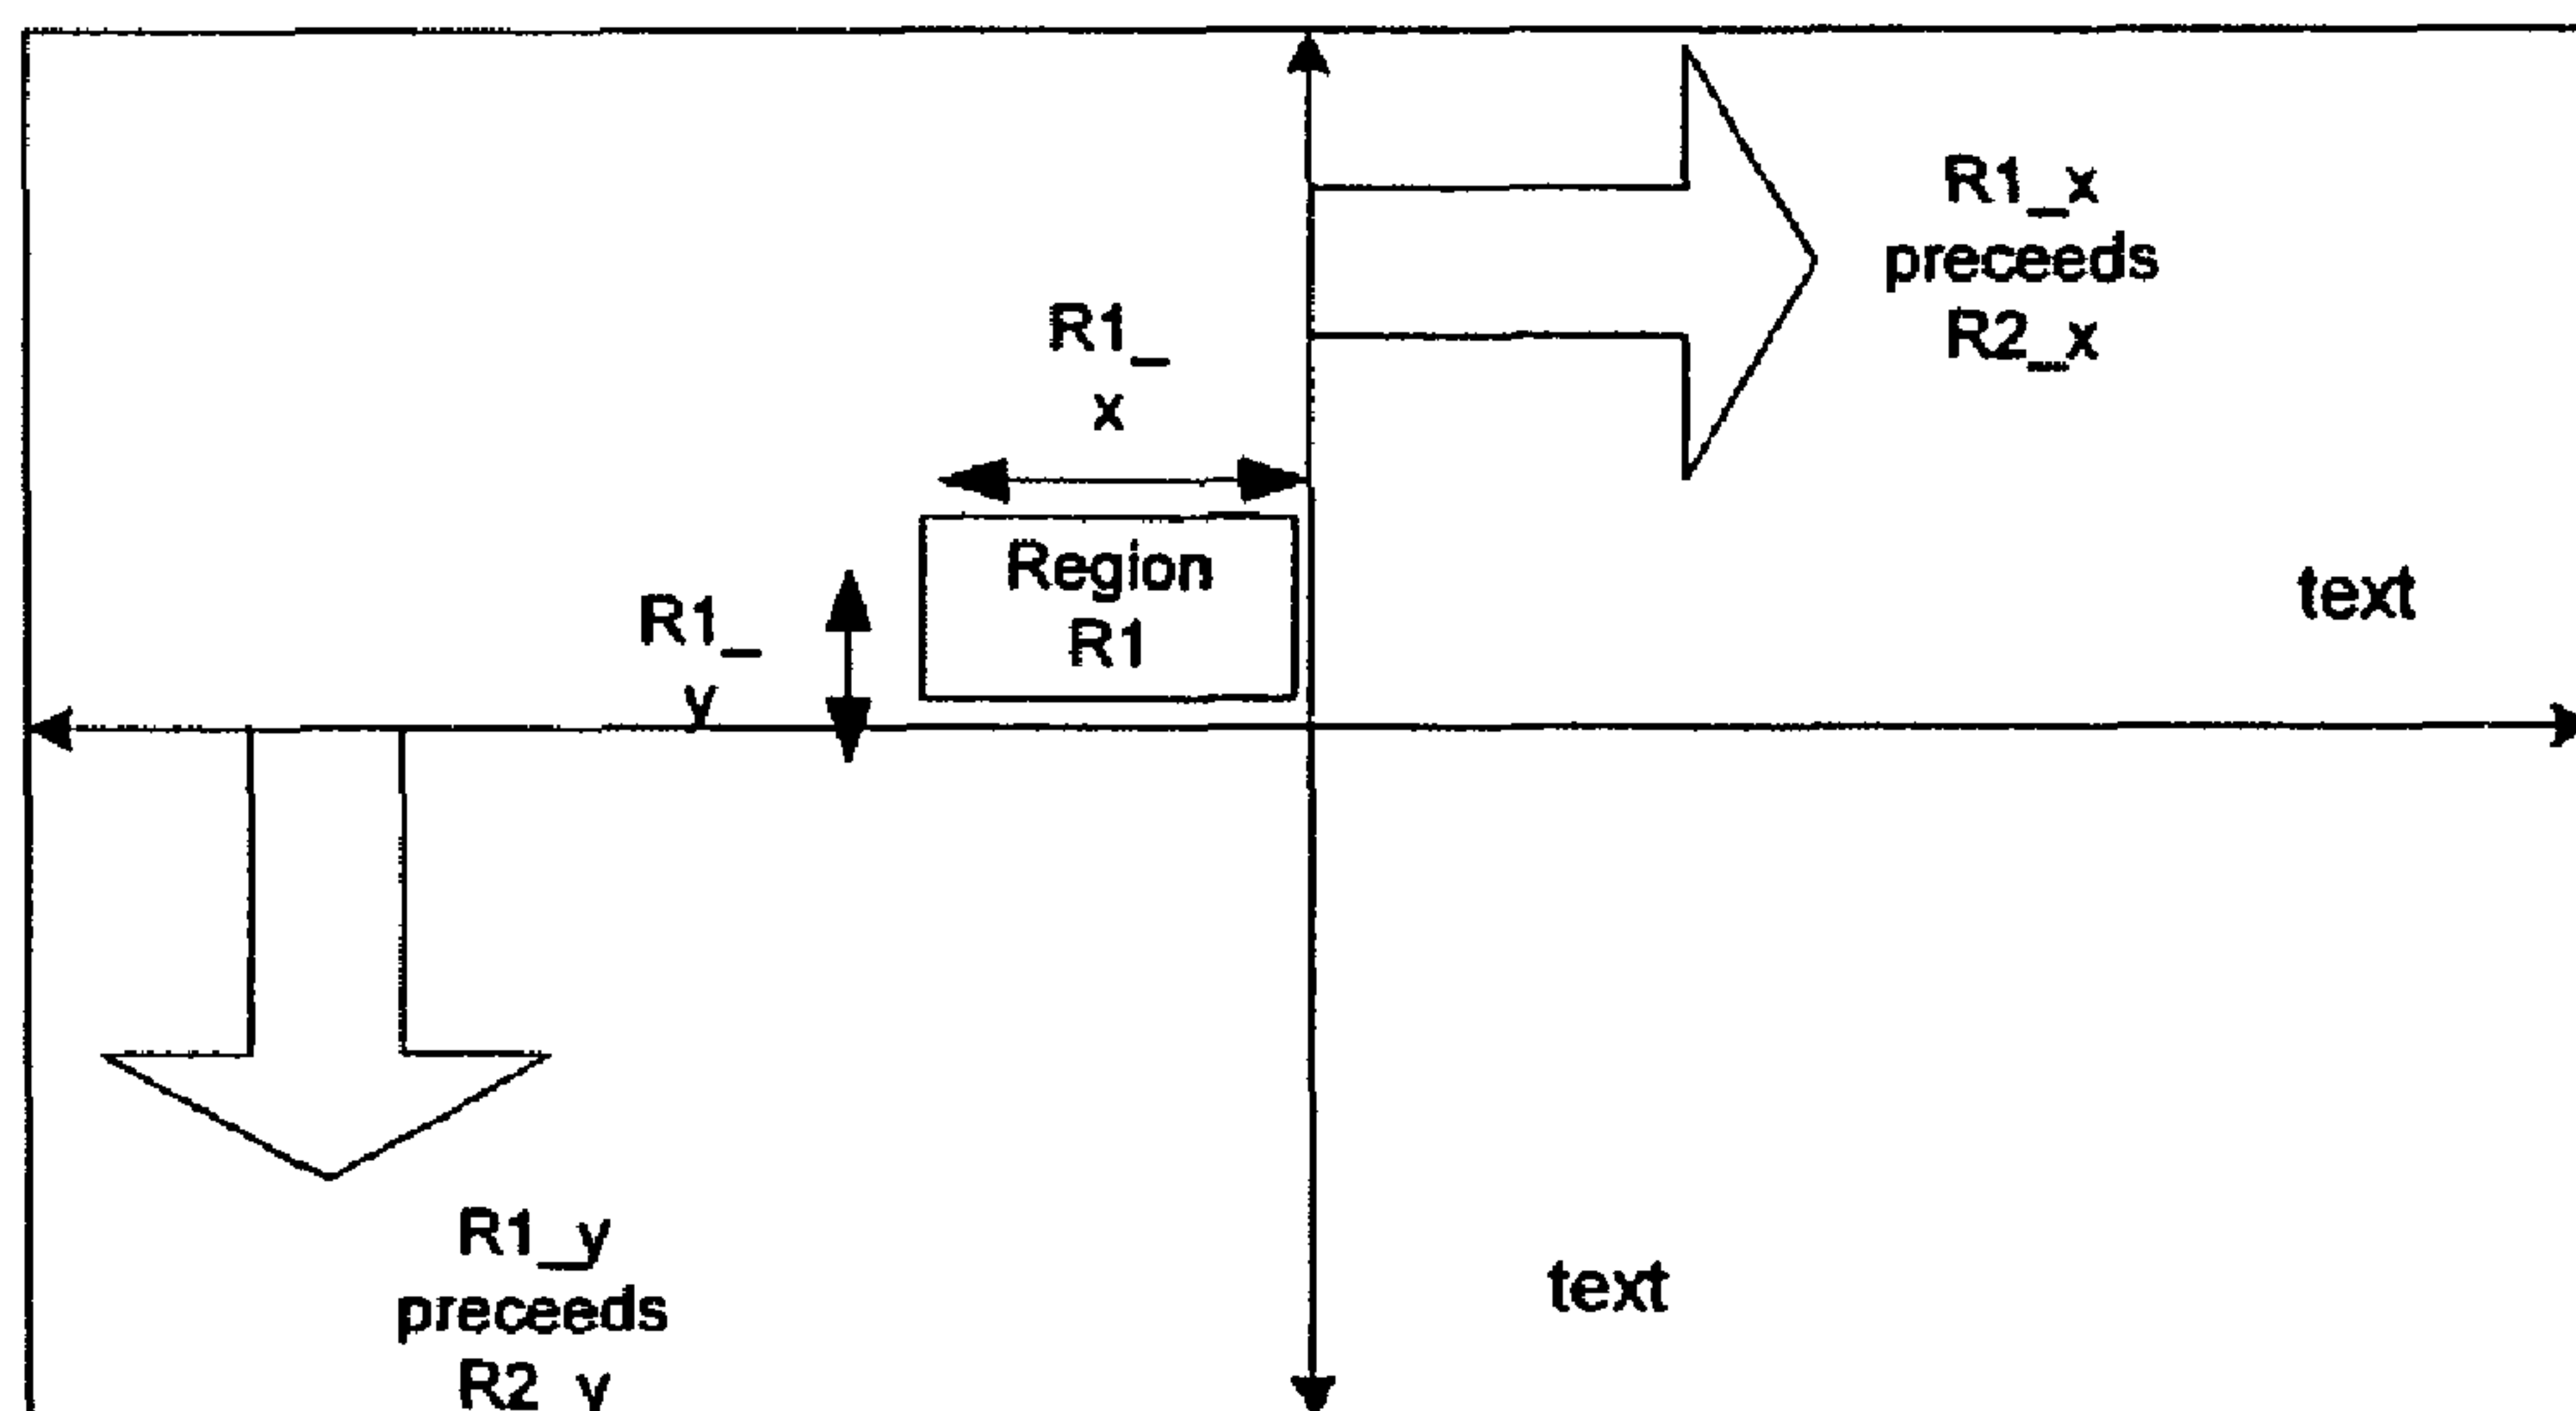 R1_x
preceeds
R2_x
R1_
x
Region
R1
R1_
y
text
R1_y
preceeds
R2_y
text